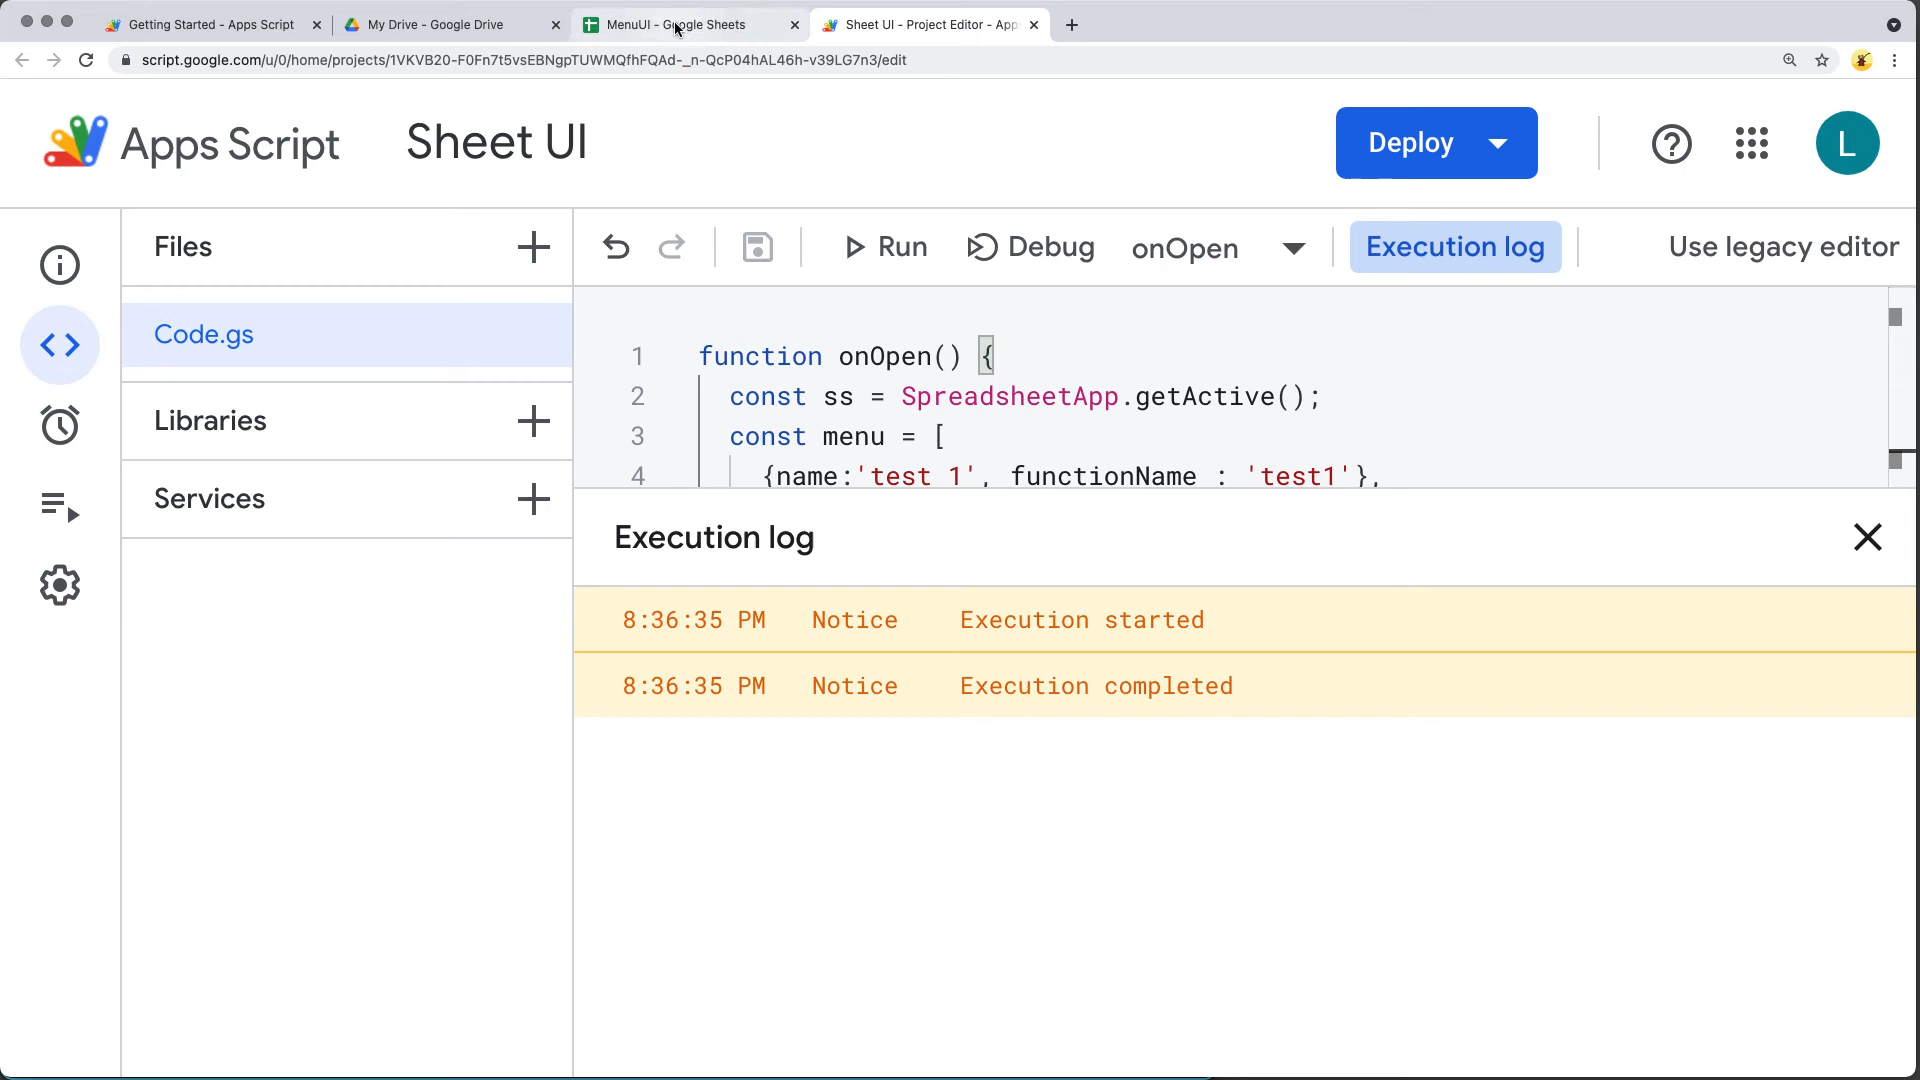 Getting Started - Apps Script
My Drive - Google Drive
MenuUI - Google Sheets
Sheet UI - Project Editor - App
script.google.com/u/0/home/projects/1VKVB20-F0Fn7t5vsEBNgpTUWMQfhFQAd-_n-QcP04hAL46h-v39LG7n3/edit
Apps Script
Sheet UI
Deploy
L
Files
Run
Debug
onOpen
Execution log
Use legacy editor
Code.gs
Libraries
Services
1 function onOpen() {
2 const ss = SpreadsheetApp.getActive();
3 const menu = [
4 {name:'test 1', functionName : 'test1'},
Execution log
8:36:35 PM Notice Execution started
8:36:35 PM Notice Execution completed